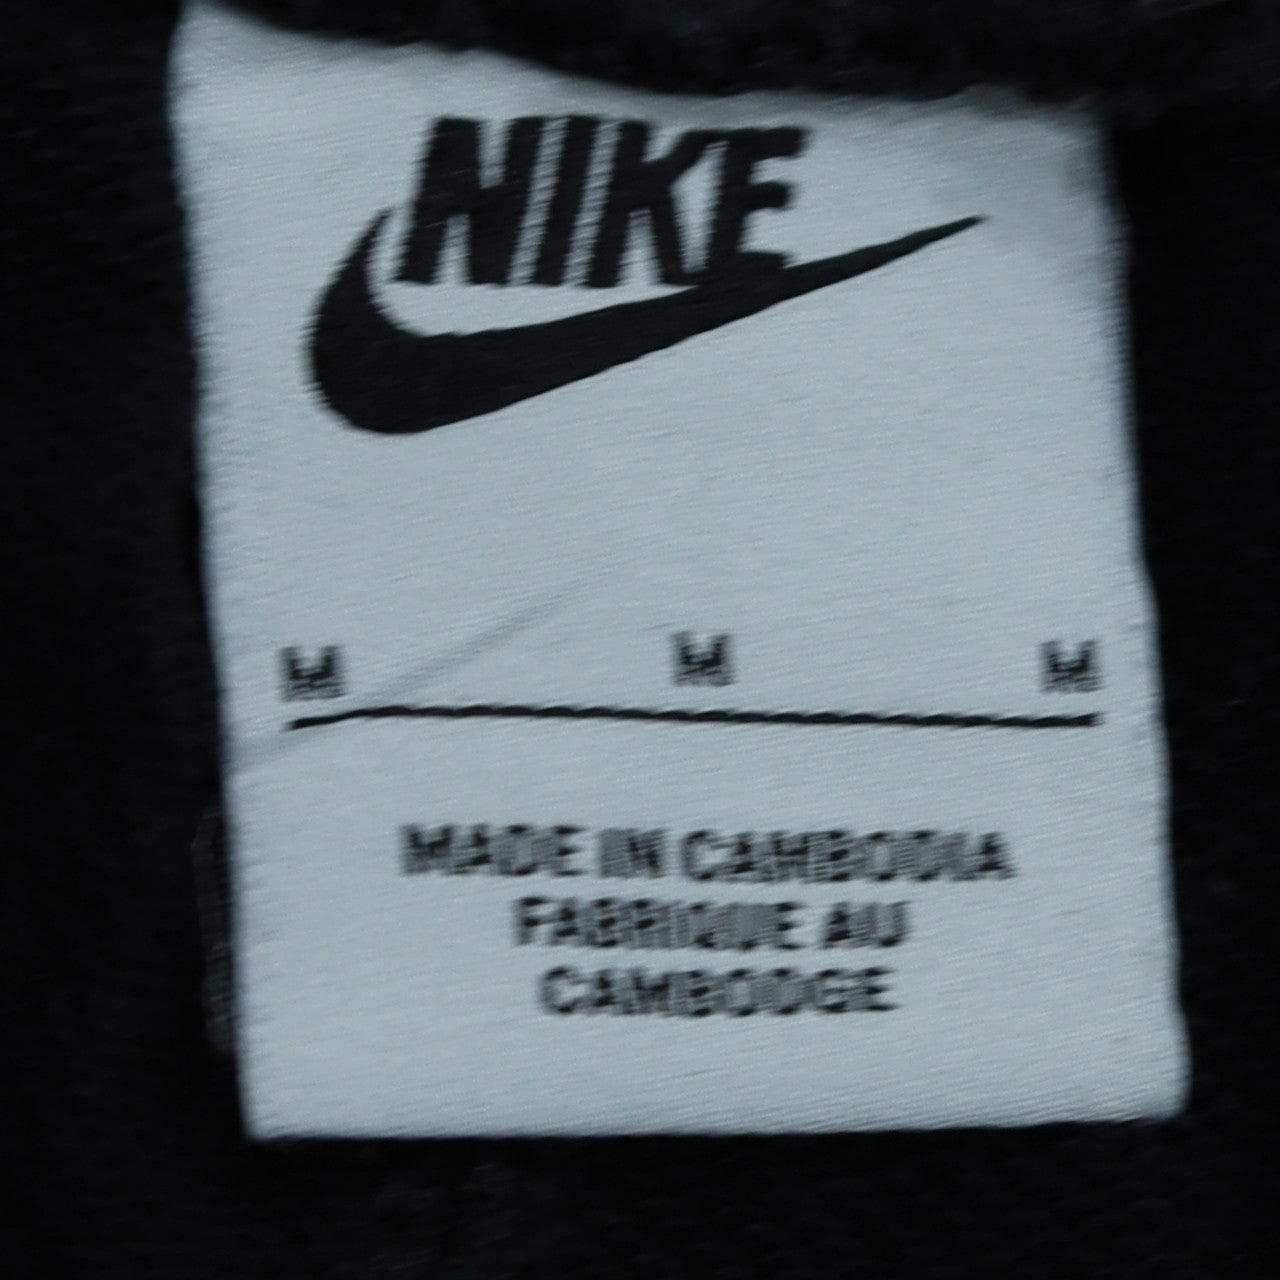 NIKE
M M M
MADE IN CAMBODIA
FABRIQUE AU
CAMBODGE